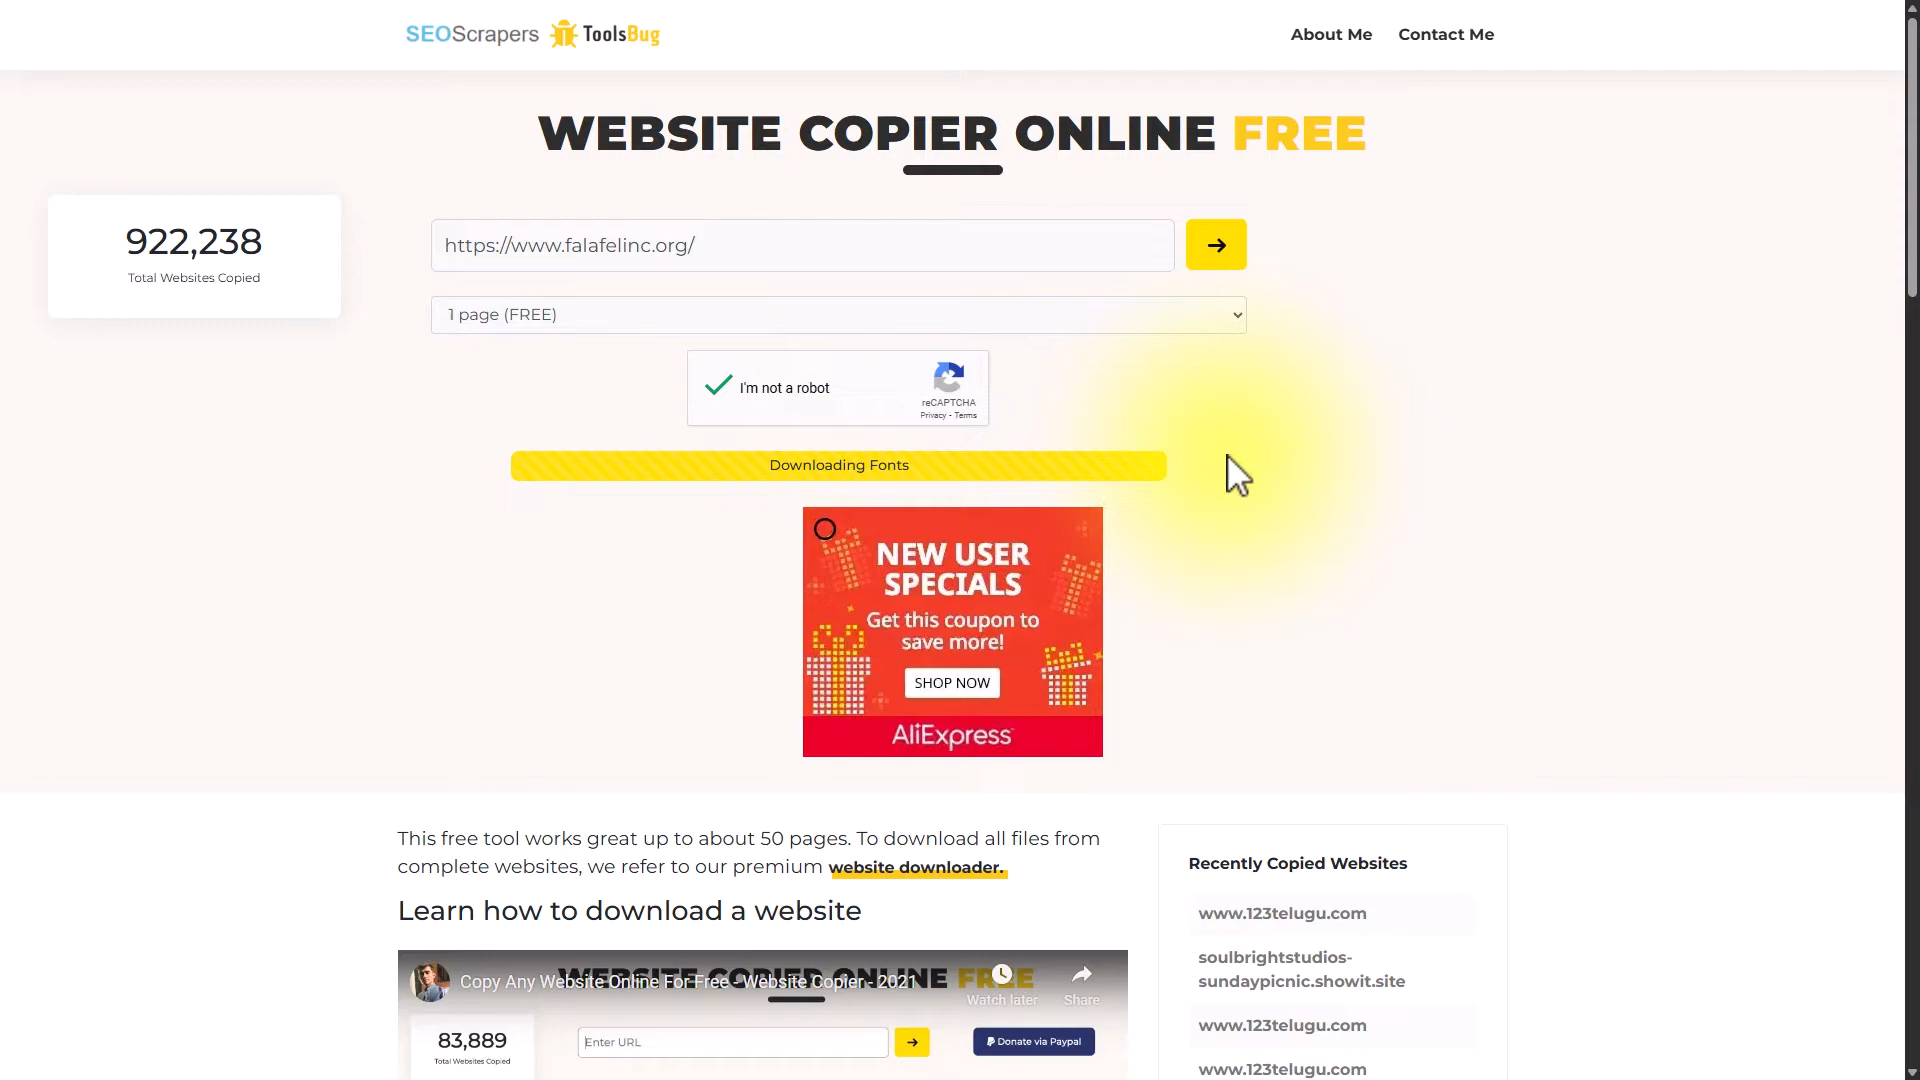 SEOScrapers ToolsBug
About Me Contact Me
WEBSITE COPIER ONLINE FREE
922,238
Total Websites Copied
https://www.falafelinc.org/
1 page (FREE)
I'm not a robot
reCAPTCHA
Privacy - Terms
Downloading Fonts
NEW USER
SPECIALS
Get this coupon to
save more!
SHOP NOW
AliExpress
This free tool works great up to about 50 pages. To download all files from
complete websites, we refer to our premium website downloader.
Learn how to download a website
WEBSITE COPIER ONLINE FREE
Copy Any Website Online For Free - Website Copier - 2021
Watch later
Share
83,889
Total Websites Copied
Enter URL
Donate via Paypal
Recently Copied Websites
www.123telugu.com
soulbrightstudios-
sundaypicnic.showit.site
www.123telugu.com
www.123telugu.com